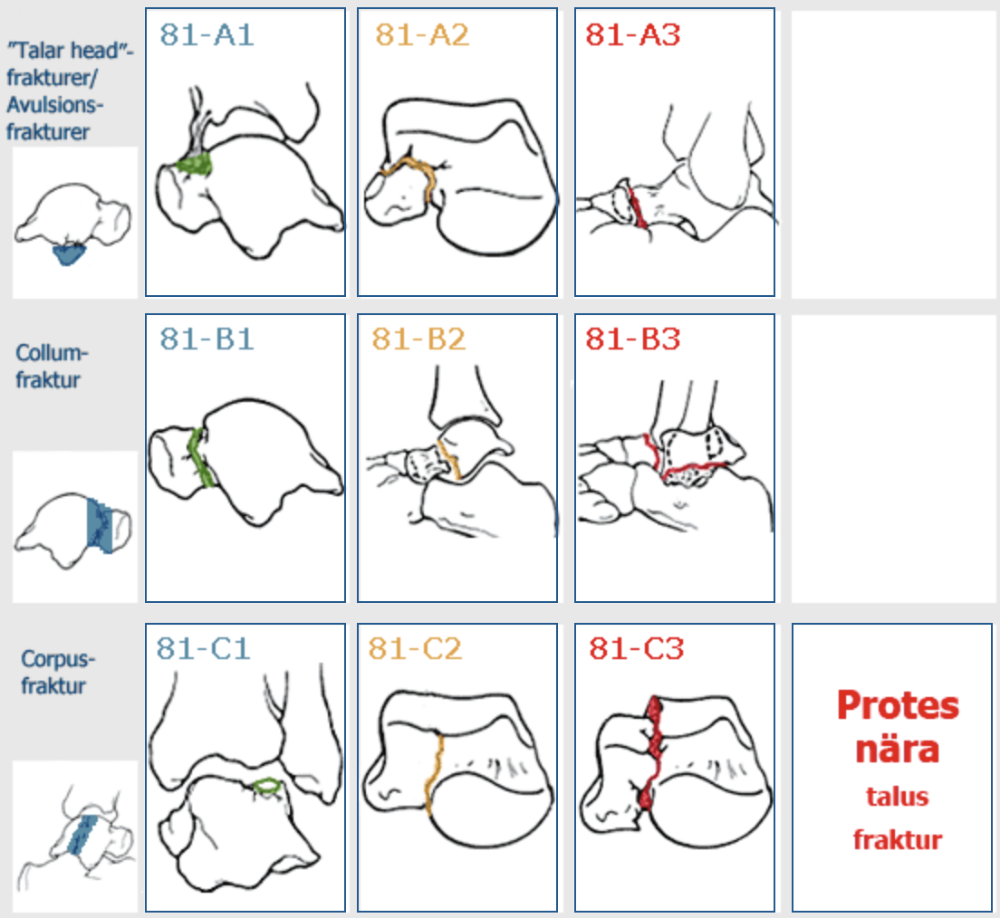 "Talar head"-
frakturer/
Avulsions-
frakturer
81-A1
81-A2
81-A3
Collum-
fraktur
81-B1
81-B2
81-B3
Corpus-
fraktur
81-C1
81-C2
81-C3
Protes
nära
talus
fraktur